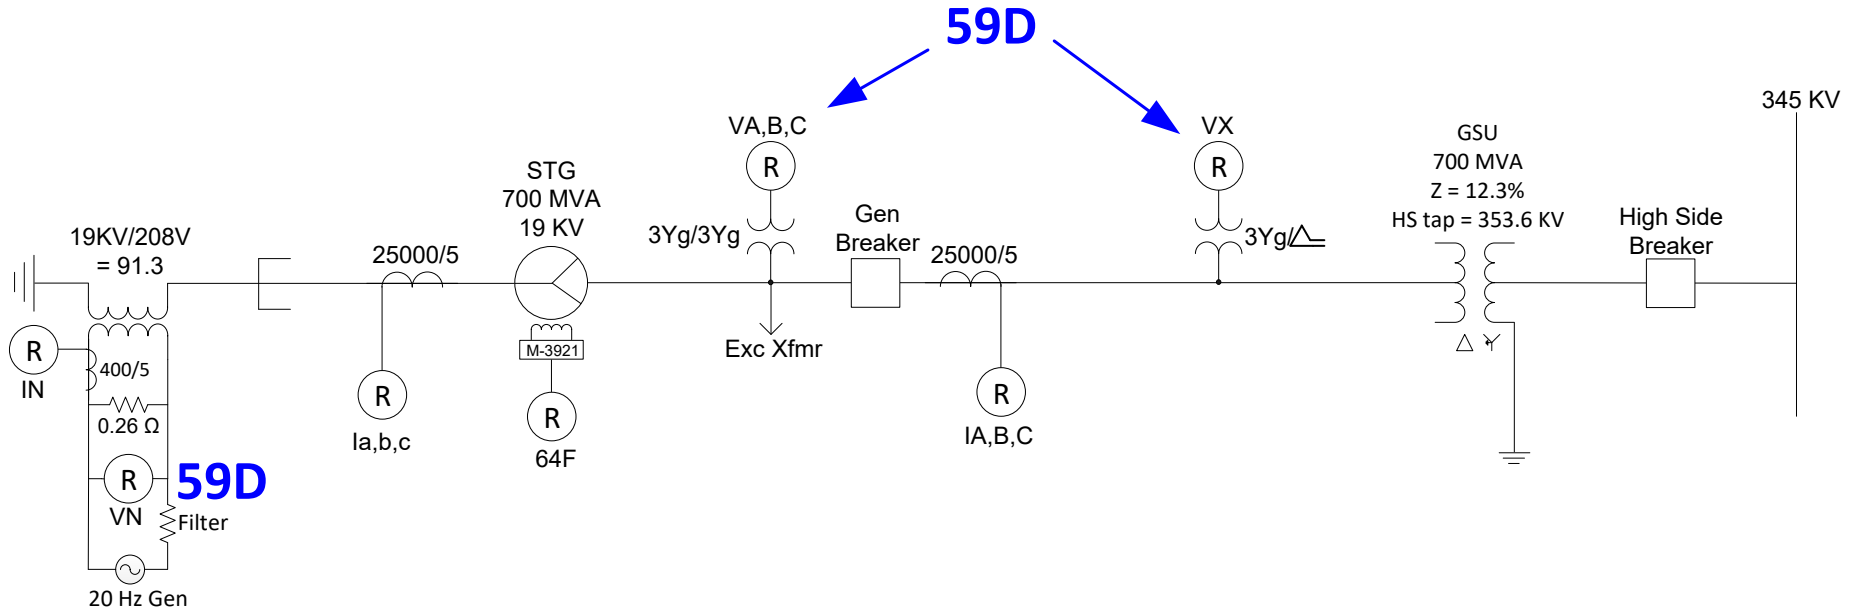 59D
345 KV
VA,B,C
R
VX
R
GSU
700 MVA
Z = 12.3%
HS tap = 353.6 KV
STG
700 MVA
19 KV
Gen
Breaker
High Side
Breaker
3Yg/3Yg
3Yg/
19KV/208V
= 91.3
25000/5
25000/5
R
IN
400/5
M-3921
Exc Xfmr
0.26 Ω
R
Ia,b,c
R
64F
R
IA,B,C
R
VN
59D
Filter
20 Hz Gen